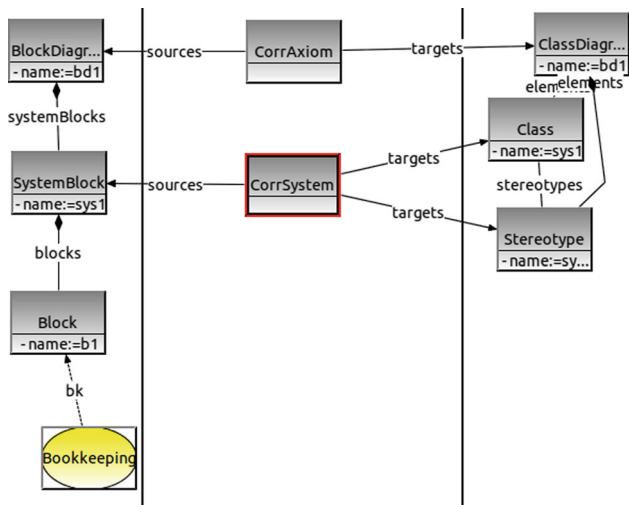 BlockDiagr...
- name:=bd1
sources
CorrAxiom
targets
ClassDiagr...
- name:=bd1
elements
systemBlocks
Class
- name:=sys1
SystemBlock
- name:=sys1
sources
CorrSystem
targets
targets
stereotypes
Stereotype
- name:=sy...
blocks
Block
- name:=b1
bk
Bookkeeping